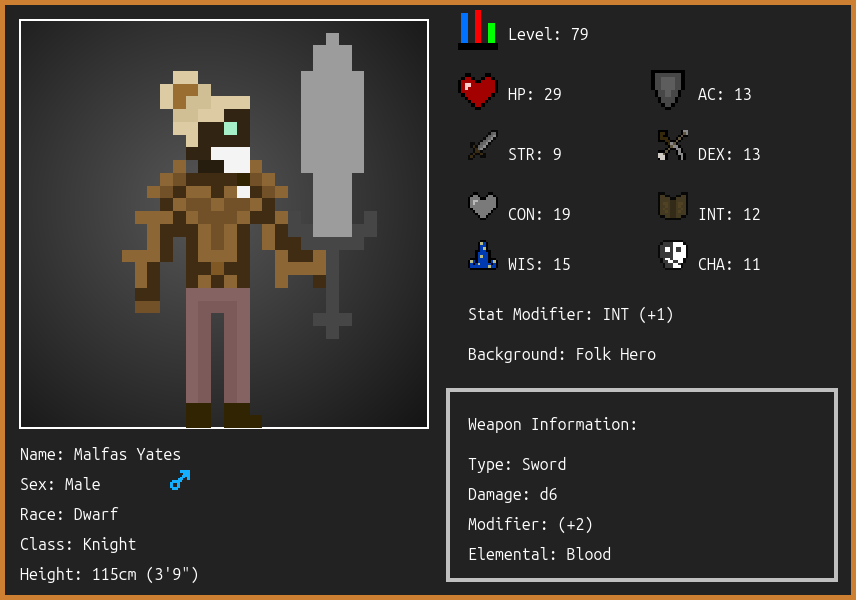 Level: 79
HP: 29
AC: 13
STR: 9
DEX: 13
CON: 19
INT: 12
WIS: 15
CHA: 11
Stat Modifier: INT (+1)
Background: Folk Hero
Weapon Information:
Type: Sword
Damage: d6
Modifier: (+2)
Elemental: Blood
Name: Malfas Yates
Sex: Male
Race: Dwarf
Class: Knight
Height: 115cm (3'9")